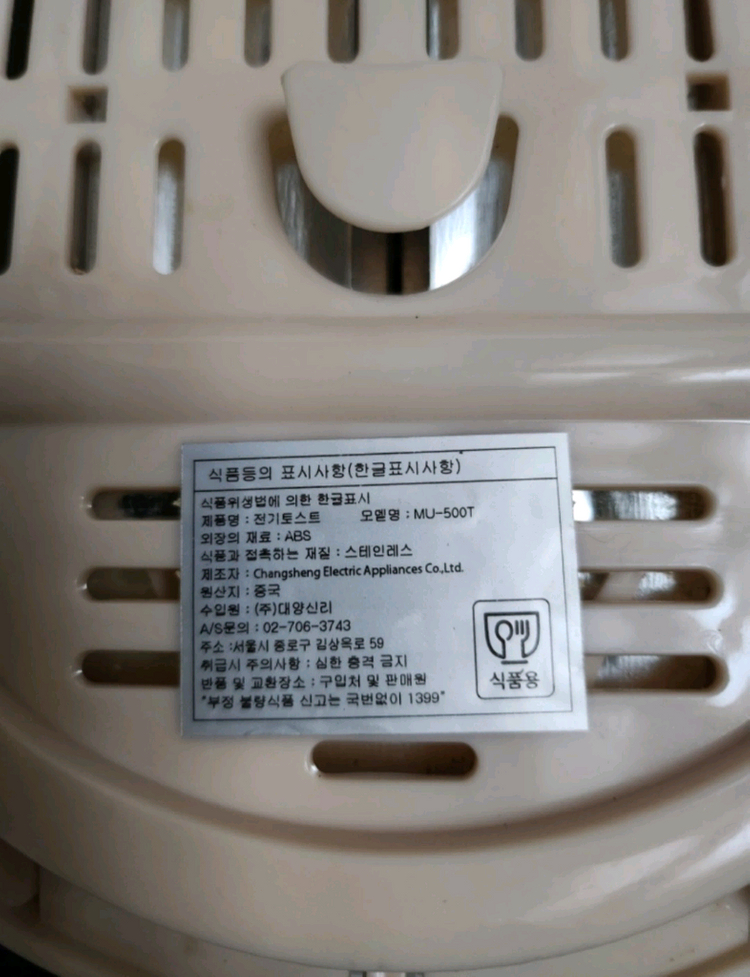 식품등의 표시사항(한글표시사항)
식품위생법에 의한 한글표시
제품명 : 전기토스트 모델명 : MU-500T
외장의 재료 : ABS
식품과 접촉하는 재질 : 스테인레스
제조자 : Changsheng Electric Appliances Co.,Ltd.
원산지 : 중국
수입원 : (주)대양신리
A/S문의 : 02-706-3743
주소 :서울시 종로구 김상옥로 59
취급시 주의사항 : 심한 충격 금지
반품 및 교환장소 : 구입처 및 판매원
"부정 불량식품 신고는 국번없이 1399"
식품용